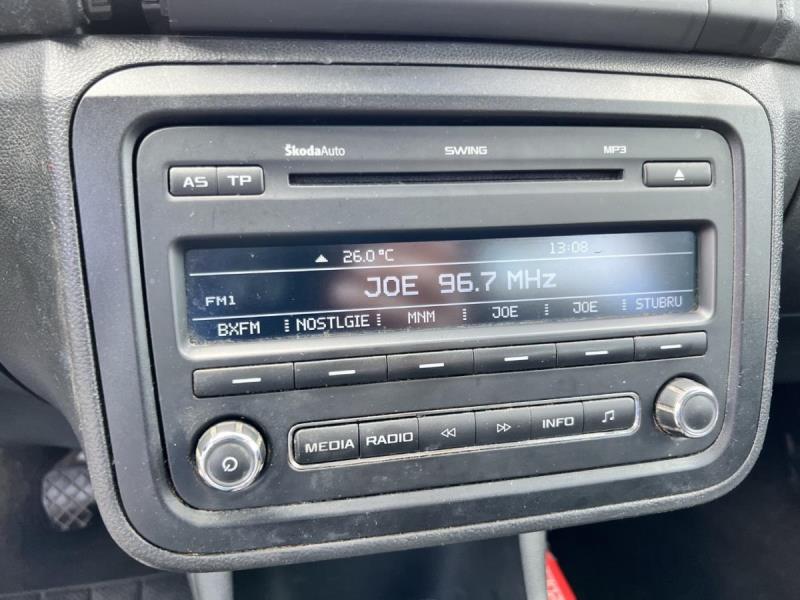 ŠkodaAuto SWING MP3
AS TP
26.0°C 13:08
JOE 96.7 MHz
FM1
BXFM NOSTLGIE MNM JOE JOE STUBRU
MEDIA RADIO INFO